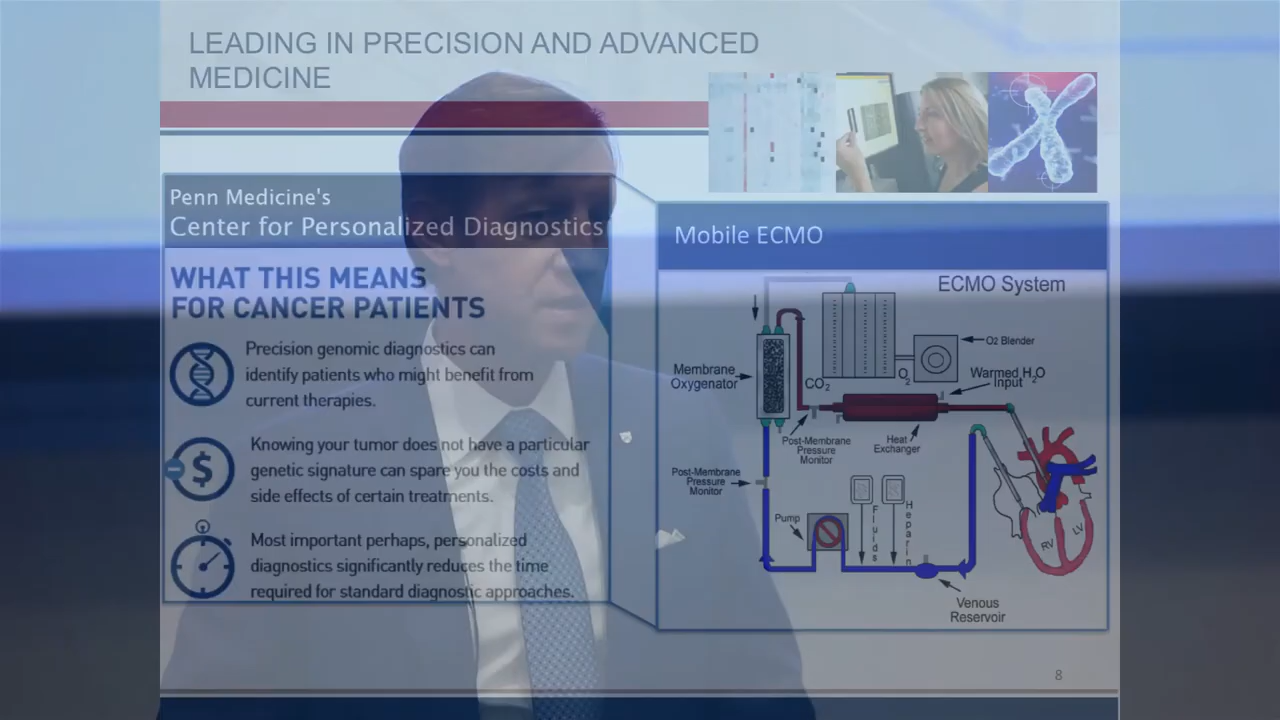 LEADING IN PRECISION AND ADVANCED
MEDICINE
Penn Medicine's
Center for Personalized Diagnostics
WHAT THIS MEANS
FOR CANCER PATIENTS
Precision genomic diagnostics can
identify patients who might benefit from
current therapies.
$
Knowing your tumor does not have a particular
genetic signature can spare you the costs and
side effects of certain treatments.
Most important perhaps, personalized
diagnostics significantly reduces the time
required for standard diagnostic approaches.
Mobile ECMO
ECMO System
O2 Blender
Membrane
Oxygenator
CO2
O2
Warmed H2O
Input
Post-Membrane
Pressure
Monitor
Heat
Exchanger
Post-Membrane
Pressure
Monitor
Pump
Fluids
Heparin
RV
LV
Venous
Reservoir
8